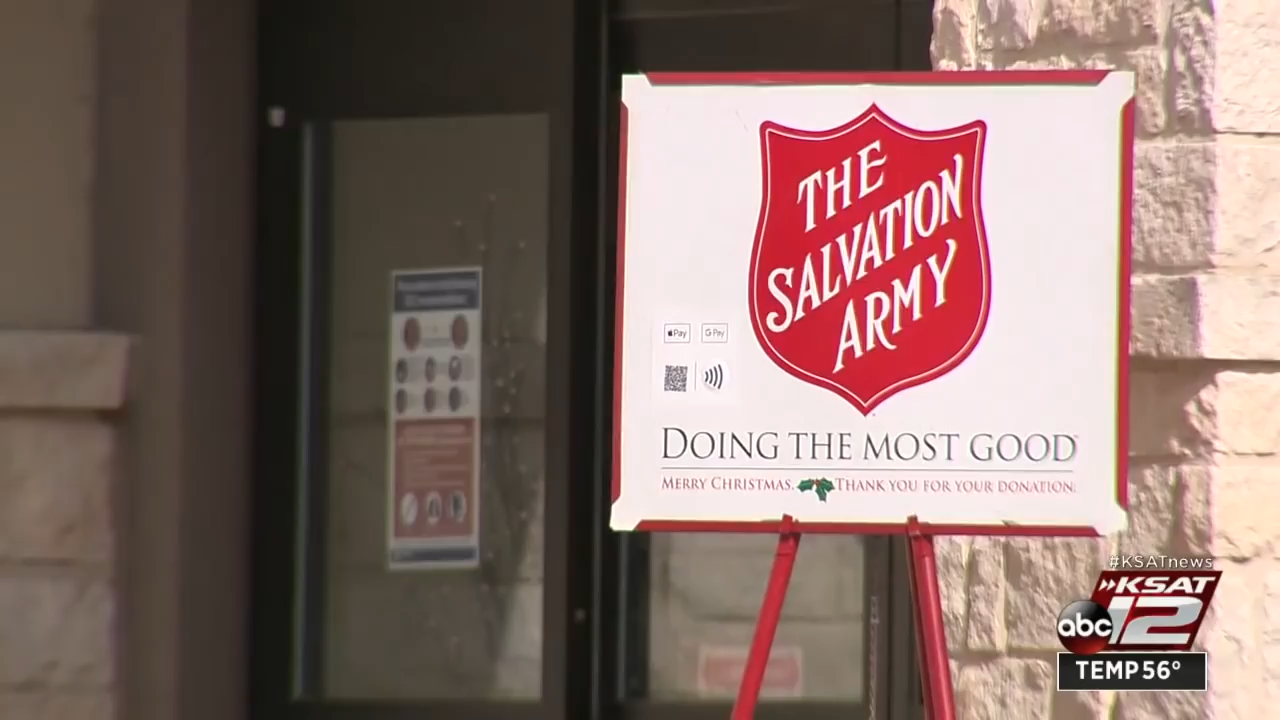 THE
SALVATION
ARMY
Pay G Pay
DOING THE MOST GOOD
MERRY CHRISTMAS. THANK YOU FOR YOUR DONATION.
#KSATnews
KSAT
abc 12
TEMP 56°